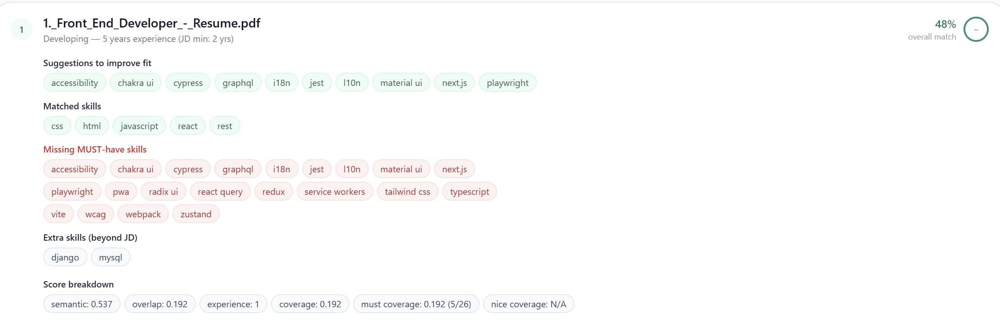 1
1._Front_End_Developer_-_Resume.pdf
48%
–
Developing — 5 years experience (JD min: 2 yrs)
overall match
Suggestions to improve fit
accessibility chakra ui cypress graphql i18n jest l10n material ui next.js playwright
Matched skills
css html javascript react rest
Missing MUST-have skills
accessibility chakra ui cypress graphql i18n jest l10n material ui next.js
playwright pwa radix ui react query redux service workers tailwind css typescript
vite wcag webpack zustand
Extra skills (beyond JD)
django mysql
Score breakdown
semantic: 0.537 overlap: 0.192 experience: 1 coverage: 0.192 must coverage: 0.192 (5/26) nice coverage: N/A